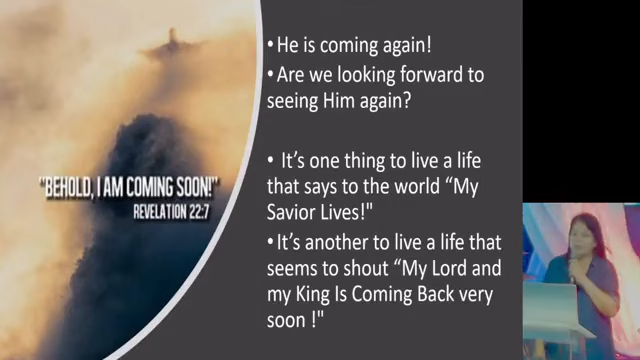 "BEHOLD, I AM COMING SOON!"
REVELATION 22:7
• He is coming again!
• Are we looking forward to
seeing Him again?
• It's one thing to live a life
that says to the world “My
Savior Lives!"
• It's another to live a life that
seems to shout “My Lord and
my King Is Coming Back very
soon !"